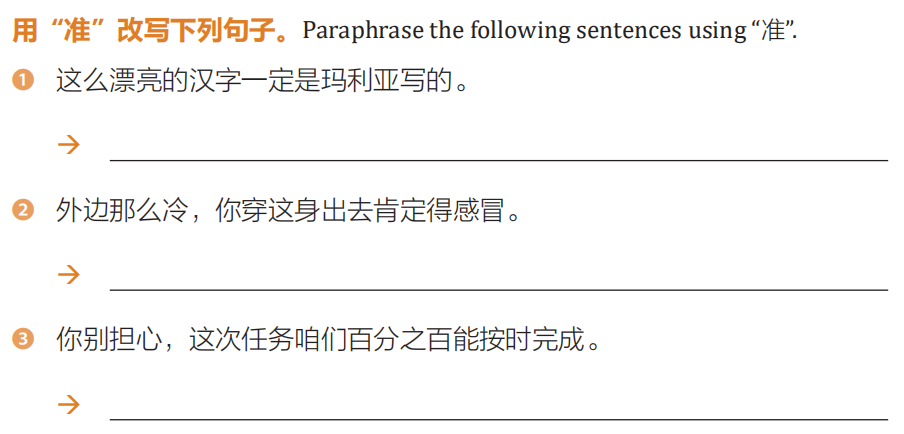 用“准”改写下列句子。Paraphrase the following sentences using “准”.
1 这么漂亮的汉字一定是玛利亚写的。
→
2 外边那么冷，你穿这身出去肯定得感冒。
→
3 你别担心，这次任务咱们百分之百能按时完成。
→